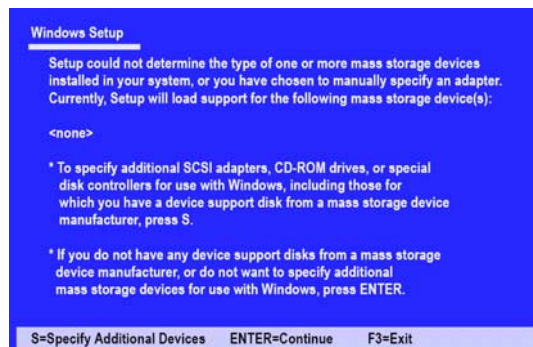 Windows Setup
Setup could not determine the type of one or more mass storage devices
installed in your system, or you have chosen to manually specify an adapter.
Currently, Setup will load support for the following mass storage device(s):
<none>
* To specify additional SCSI adapters, CD-ROM drives, or special
disk controllers for use with Windows, including those for
which you have a device support disk from a mass storage device
manufacturer, press S.
* If you do not have any device support disks from a mass storage
device manufacturer, or do not want to specify additional
mass storage devices for use with Windows, press ENTER.
S=Specify Additional Devices ENTER=Continue F3=Exit